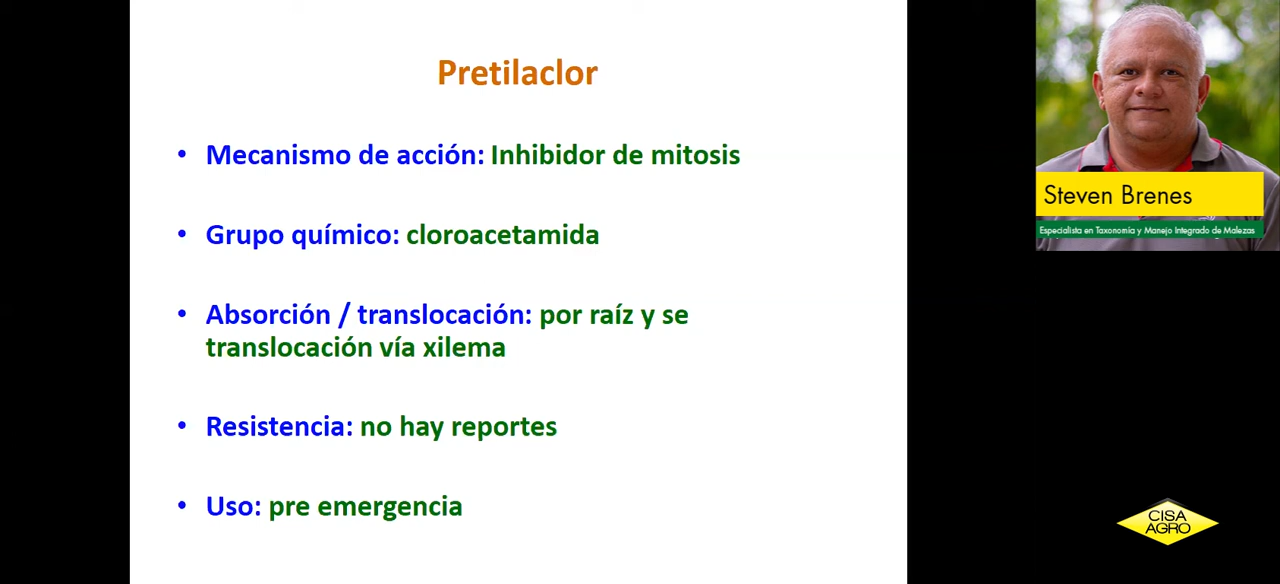 Pretilaclor
• Mecanismo de acción: Inhibidor de mitosis
• Grupo químico: cloroacetamida
• Absorción / translocación: por raíz y se
translocación vía xilema
• Resistencia: no hay reportes
• Uso: pre emergencia
Steven Brenes
Especialista en Taxonomía y Manejo Integrado de Malezas
CISA
AGRO